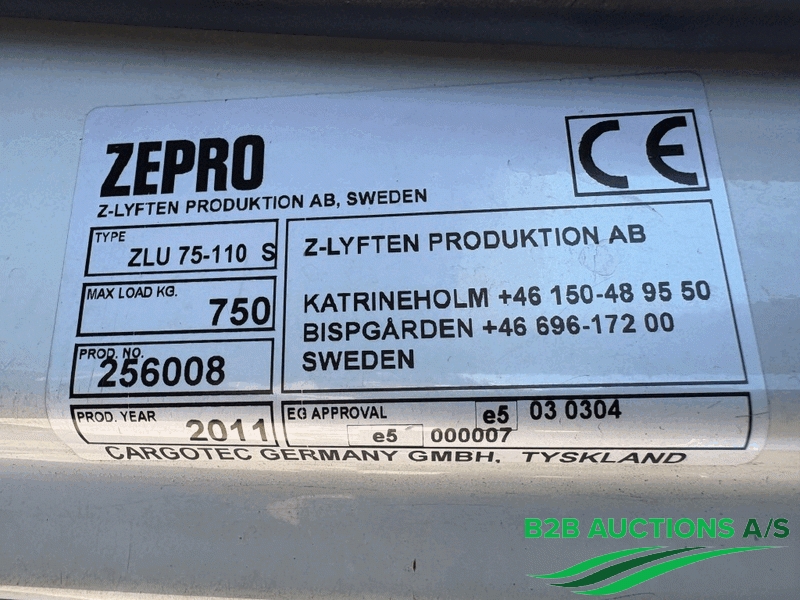 ZEPRO
CE
Z-LYFTEN PRODUKTION AB, SWEDEN
TYPE
ZLU 75-110 S
MAX LOAD KG.
750
PROD. NO.
256008
PROD. YEAR
2011
Z-LYFTEN PRODUKTION AB
KATRINEHOLM +46 150-48 95 50
BISPGÅRDEN +46 696-172 00
SWEDEN
EG APPROVAL e5 03 0304
e5 000007
CARGOTEC GERMANY GMBH, TYSKLAND
B2B AUCTIONS A/S